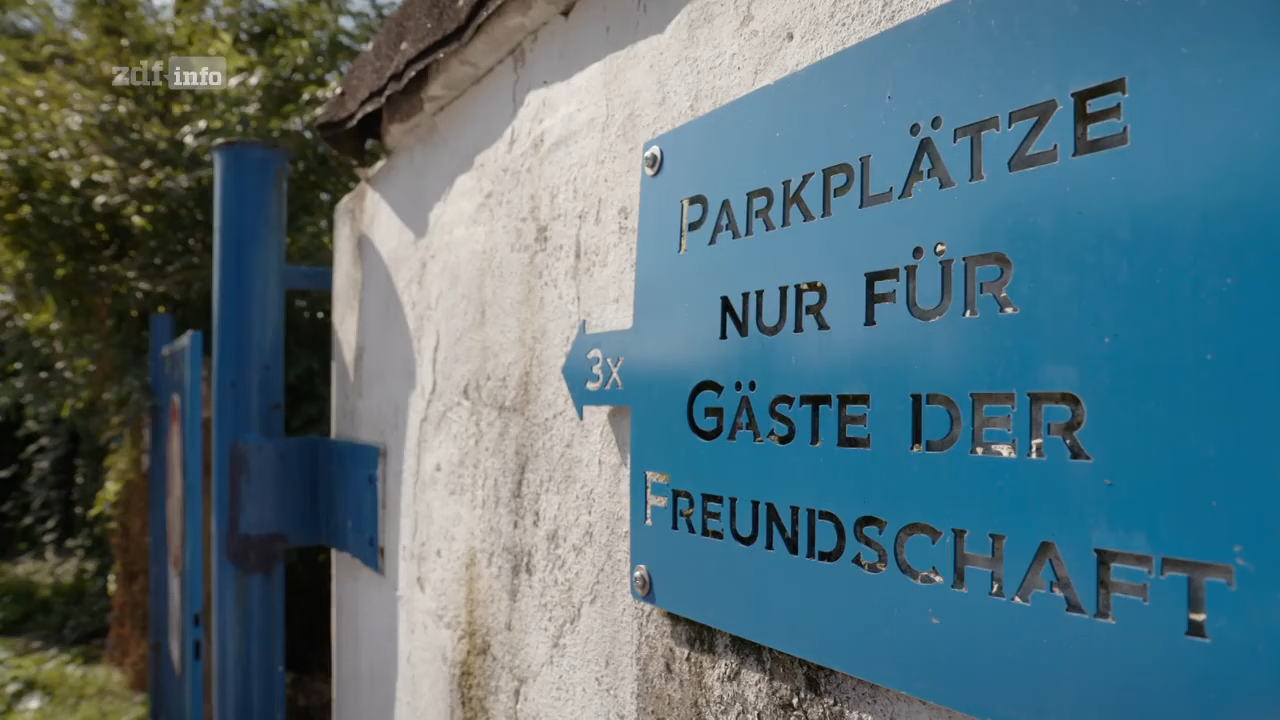 zdf info
PARKPLÄTZE
NUR FÜR
3x
GÄSTE DER
FREUNDSCHAFT